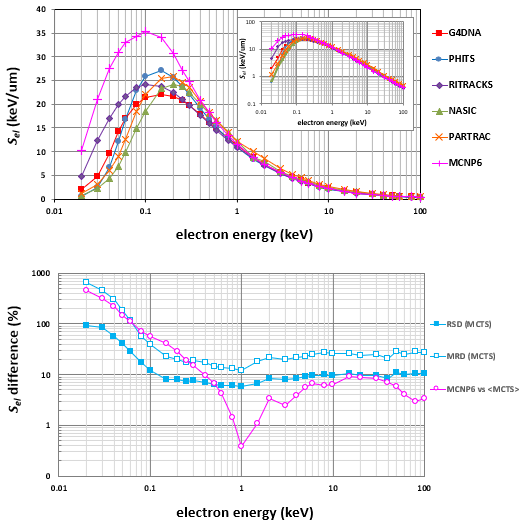 40
35
30
25
20
15
10
5
0
S_el (keV/um)
0.01
0.10
1
10
100
electron energy (keV)
100
10
1
0.1
S_el (keV/um)
0.01
0.1
1
10
100
electron energy (keV)
G4DNA
PHITS
RITRACKS
NASIC
PARTRAC
MCNP6
1000
100
10
1
0
S_el difference (%)
0.01
0.1
1
10
100
electron energy (keV)
RSD (MCTS)
MRD (MCTS)
MCNP6 vs <MCTS>